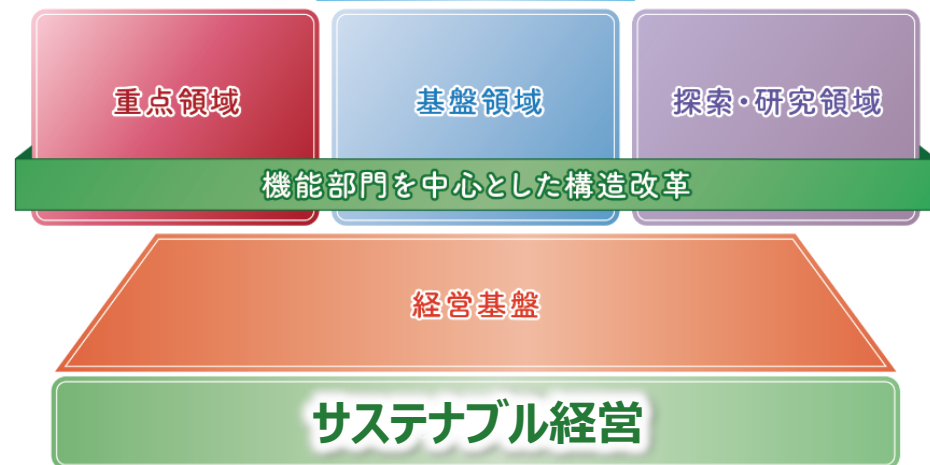 重点領域
基盤領域
探索・研究領域
機能部門を中心とした構造改革
経営基盤
サステナブル経営